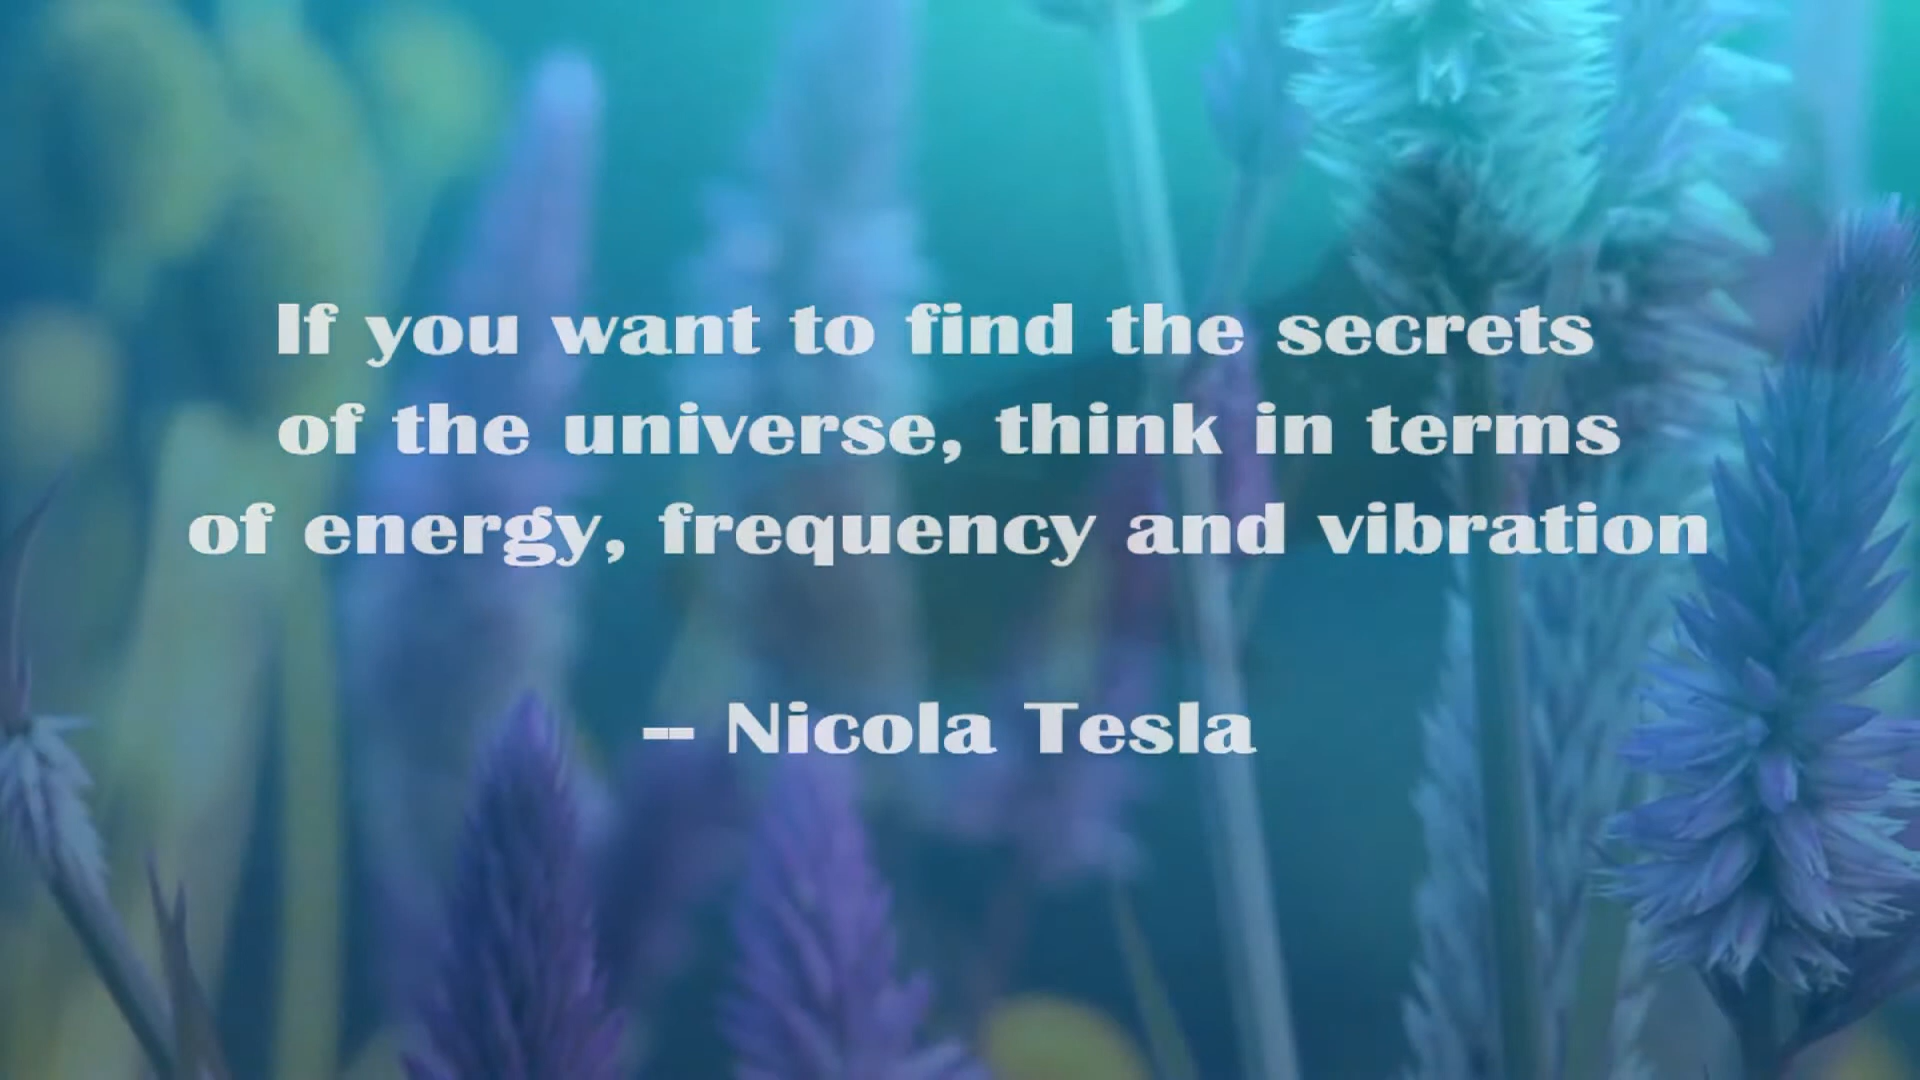 If you want to find the secrets
of the universe, think in terms
of energy, frequency and vibration
-- Nicola Tesla